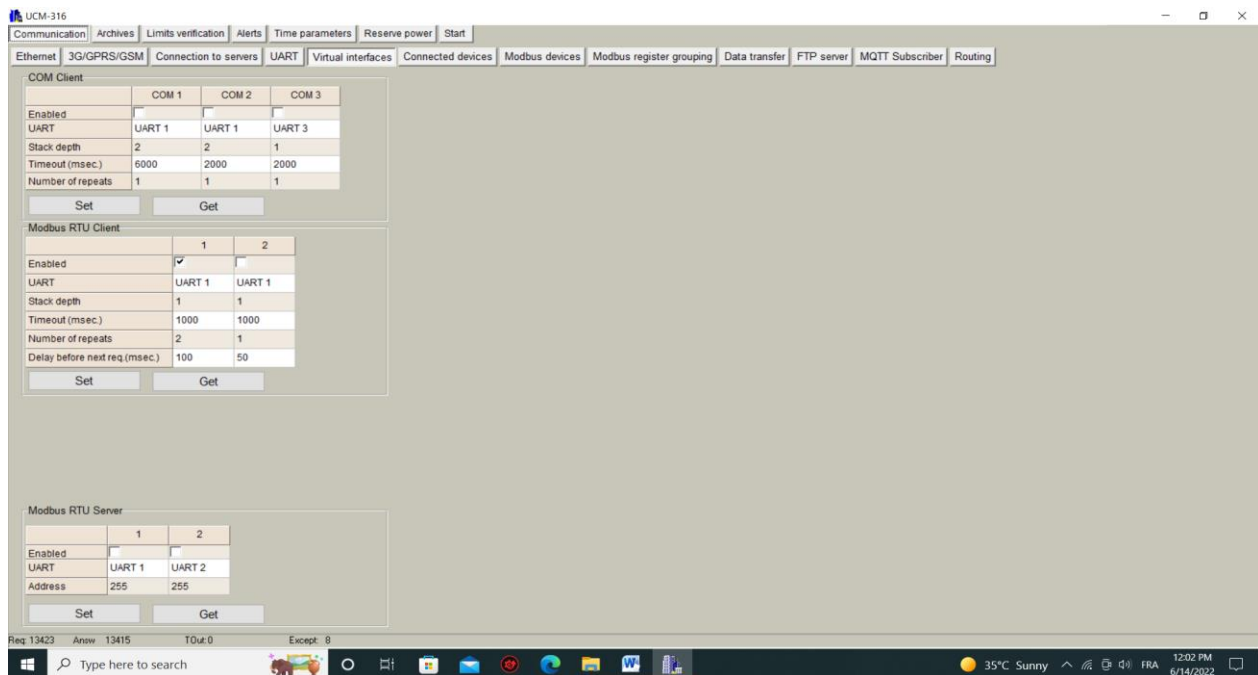 UCM-316
Communication Archives Limits verification Alerts Time parameters Reserve power Start
Ethernet 3G/GPRS/GSM Connection to servers UART Virtual interfaces Connected devices Modbus devices Modbus register grouping Data transfer FTP server MQTT Subscriber Routing
COM Client
COM 1 COM 2 COM 3
Enabled
UART UART 1 UART 1 UART 3
Stack depth 2 2 1
Timeout (msec.) 6000 2000 2000
Number of repeats 1 1 1
Set Get
Modbus RTU Client
1 2
Enabled
UART UART 1 UART 1
Stack depth 1 1
Timeout (msec.) 1000 1000
Number of repeats 2 1
Delay before next req.(msec.) 100 50
Set Get
Modbus RTU Server
1 2
Enabled
UART UART 1 UART 2
Address 255 255
Set Get
Req: 13423 Answ 13415 TOut: 0 Except: 8
Type here to search 35°C Sunny FRA 12:02 PM
6/14/2022